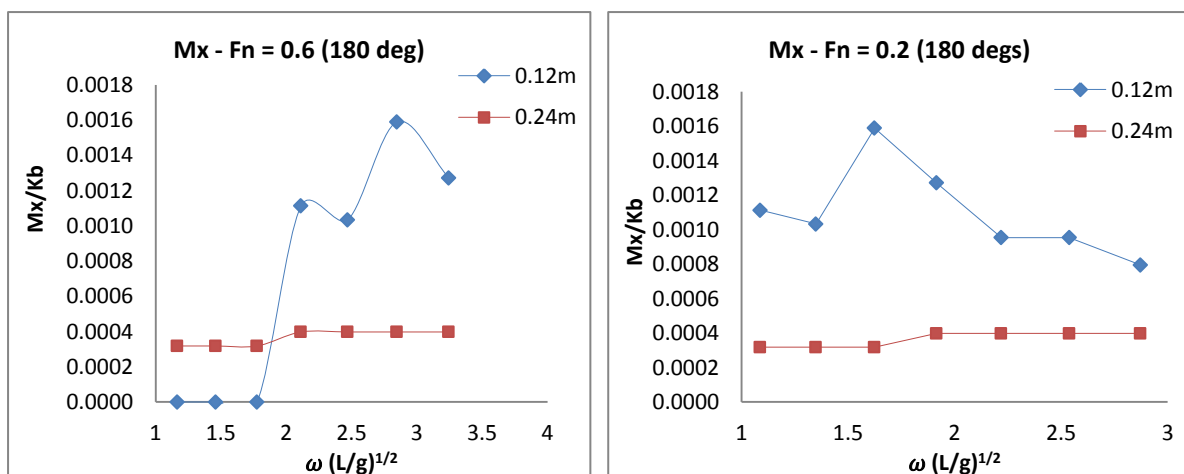 Mx - Fn = 0.6 (180 deg)
0.12m
0.24m
0.0018
0.0016
0.0014
0.0012
0.0010
0.0008
0.0006
0.0004
0.0002
0.0000
Mx/Kb
1 1.5 2 2.5 3 3.5 4
ω (L/g)1/2
Mx - Fn = 0.2 (180 degs)
0.12m
0.24m
0.0018
0.0016
0.0014
0.0012
0.0010
0.0008
0.0006
0.0004
0.0002
0.0000
Mx/Kb
1 1.5 2 2.5 3
ω (L/g)1/2